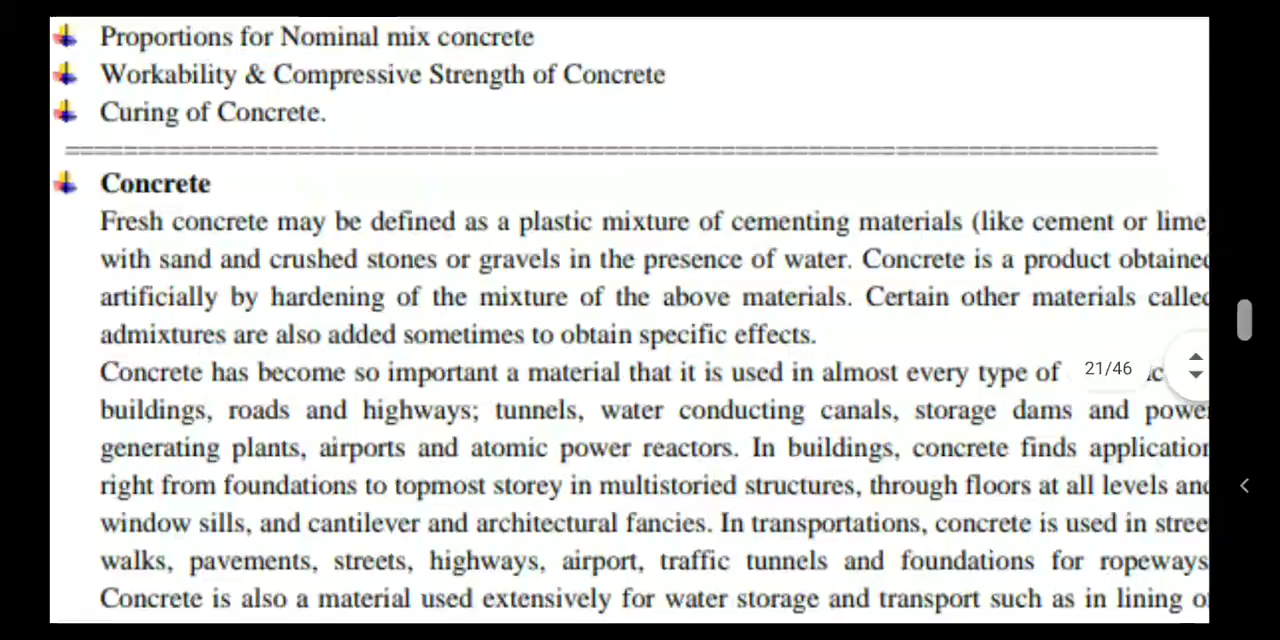 Proportions for Nominal mix concrete
Workability & Compressive Strength of Concrete
Curing of Concrete.
Concrete
Fresh concrete may be defined as a plastic mixture of cementing materials (like cement or lime
with sand and crushed stones or gravels in the presence of water. Concrete is a product obtained
artificially by hardening of the mixture of the above materials. Certain other materials called
admixtures are also added sometimes to obtain specific effects.
Concrete has become so important a material that it is used in almost every type of
21/46
buildings, roads and highways; tunnels, water conducting canals, storage dams and power
generating plants, airports and atomic power reactors. In buildings, concrete finds application
right from foundations to topmost storey in multistoried structures, through floors at all levels and
window sills, and cantilever and architectural fancies. In transportations, concrete is used in stree
walks, pavements, streets, highways, airport, traffic tunnels and foundations for ropeways
Concrete is also a material used extensively for water storage and transport such as in lining o